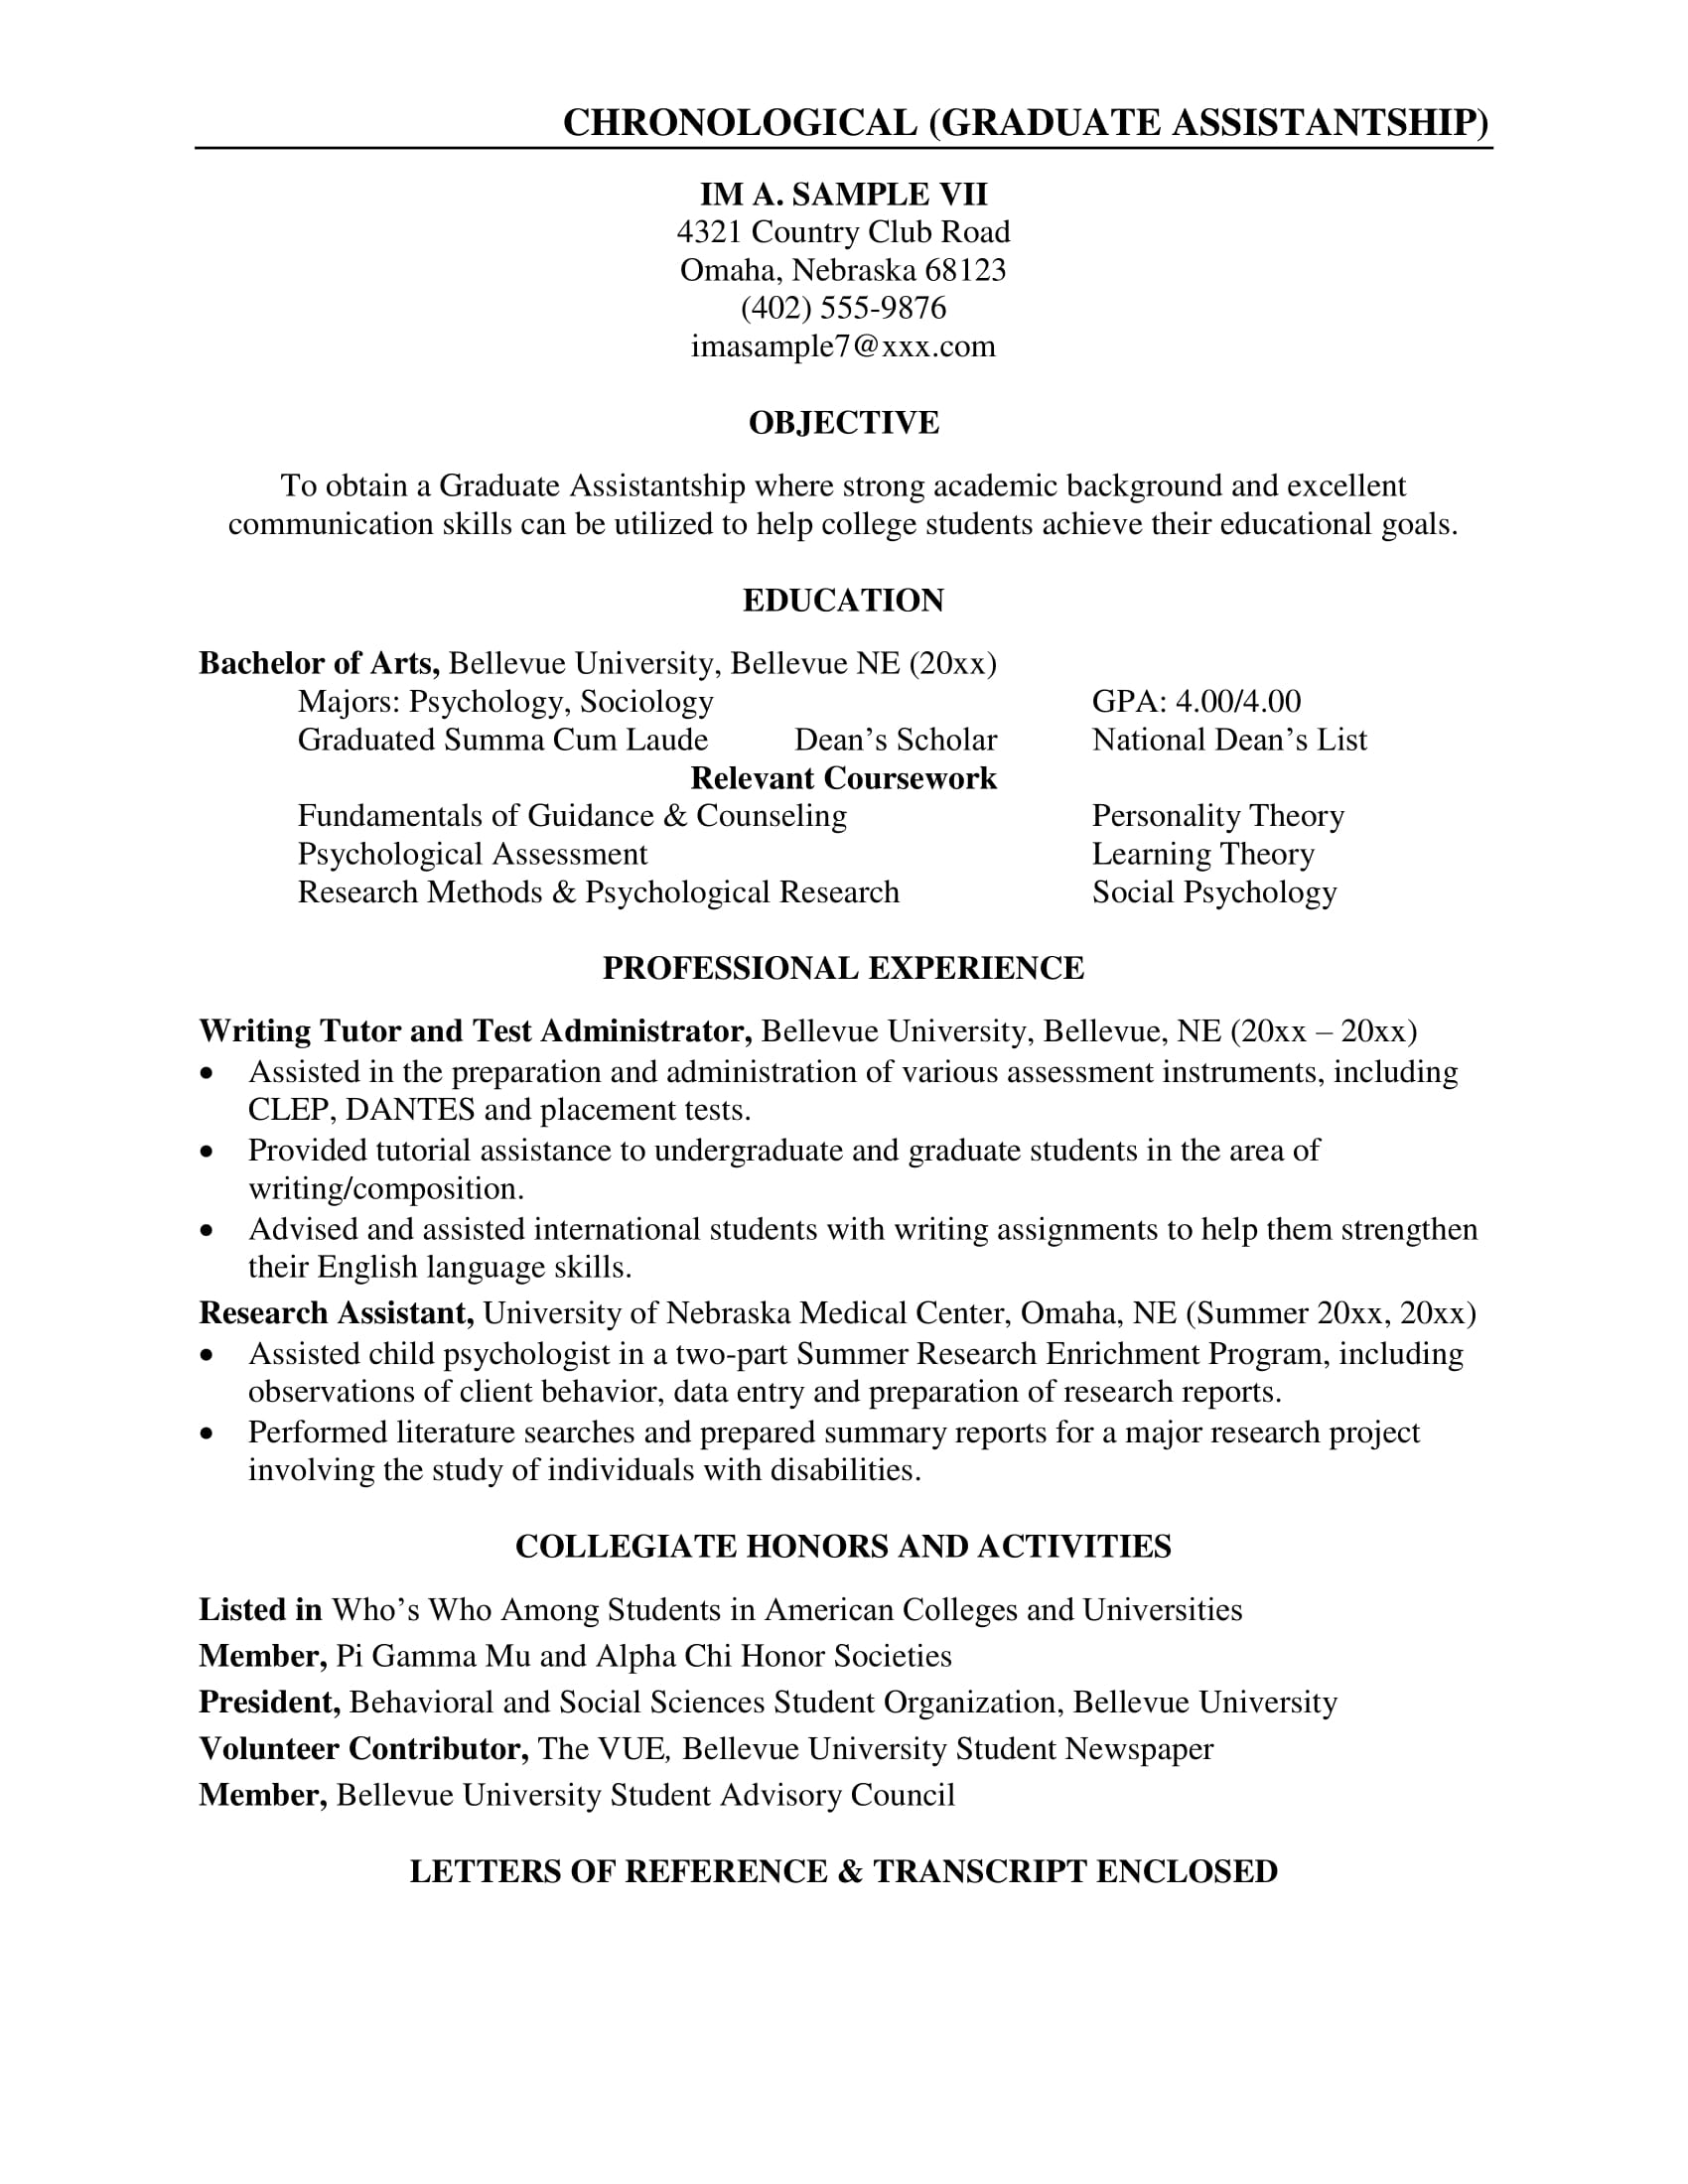 CHRONOLOGICAL (GRADUATE ASSISTANTSHIP)
IM A. SAMPLE VII
4321 Country Club Road
Omaha, Nebraska 68123
(402) 555-9876
imasample7@xxx.com
OBJECTIVE
To obtain a Graduate Assistantship where strong academic background and excellent
communication skills can be utilized to help college students achieve their educational goals.
EDUCATION
Bachelor of Arts, Bellevue University, Bellevue NE (20xx)
Majors: Psychology, Sociology GPA: 4.00/4.00
Graduated Summa Cum Laude Dean’s Scholar National Dean’s List
Relevant Coursework
Fundamentals of Guidance & Counseling Personality Theory
Psychological Assessment Learning Theory
Research Methods & Psychological Research Social Psychology
PROFESSIONAL EXPERIENCE
Writing Tutor and Test Administrator, Bellevue University, Bellevue, NE (20xx – 20xx)
• Assisted in the preparation and administration of various assessment instruments, including
CLEP, DANTES and placement tests.
• Provided tutorial assistance to undergraduate and graduate students in the area of
writing/composition.
• Advised and assisted international students with writing assignments to help them strengthen
their English language skills.
Research Assistant, University of Nebraska Medical Center, Omaha, NE (Summer 20xx, 20xx)
• Assisted child psychologist in a two-part Summer Research Enrichment Program, including
observations of client behavior, data entry and preparation of research reports.
• Performed literature searches and prepared summary reports for a major research project
involving the study of individuals with disabilities.
COLLEGIATE HONORS AND ACTIVITIES
Listed in Who’s Who Among Students in American Colleges and Universities
Member, Pi Gamma Mu and Alpha Chi Honor Societies
President, Behavioral and Social Sciences Student Organization, Bellevue University
Volunteer Contributor, The VUE, Bellevue University Student Newspaper
Member, Bellevue University Student Advisory Council
LETTERS OF REFERENCE & TRANSCRIPT ENCLOSED